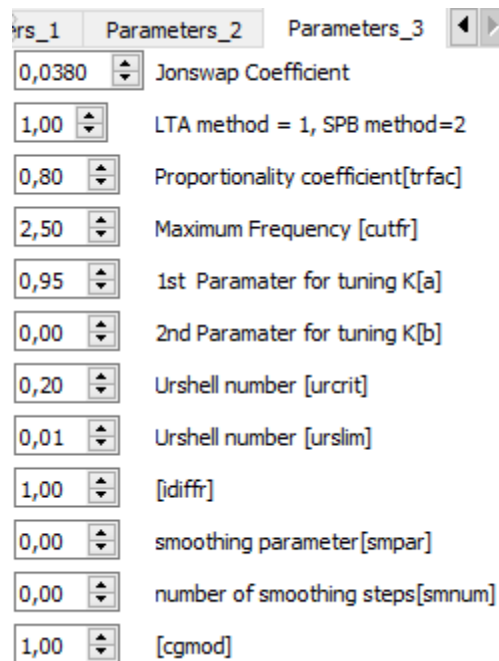 rs_1 Parameters_2 Parameters_3
0,0380 Jonswap Coefficient
1,00 LTA method = 1, SPB method=2
0,80 Proportionality coefficient[trfac]
2,50 Maximum Frequency [cutfr]
0,95 1st Paramater for tuning K[a]
0,00 2nd Paramater for tuning K[b]
0,20 Urshell number [urcrit]
0,01 Urshell number [urslim]
1,00 [idiffr]
0,00 smoothing parameter[smpar]
0,00 number of smoothing steps[smnum]
1,00 [cgmod]